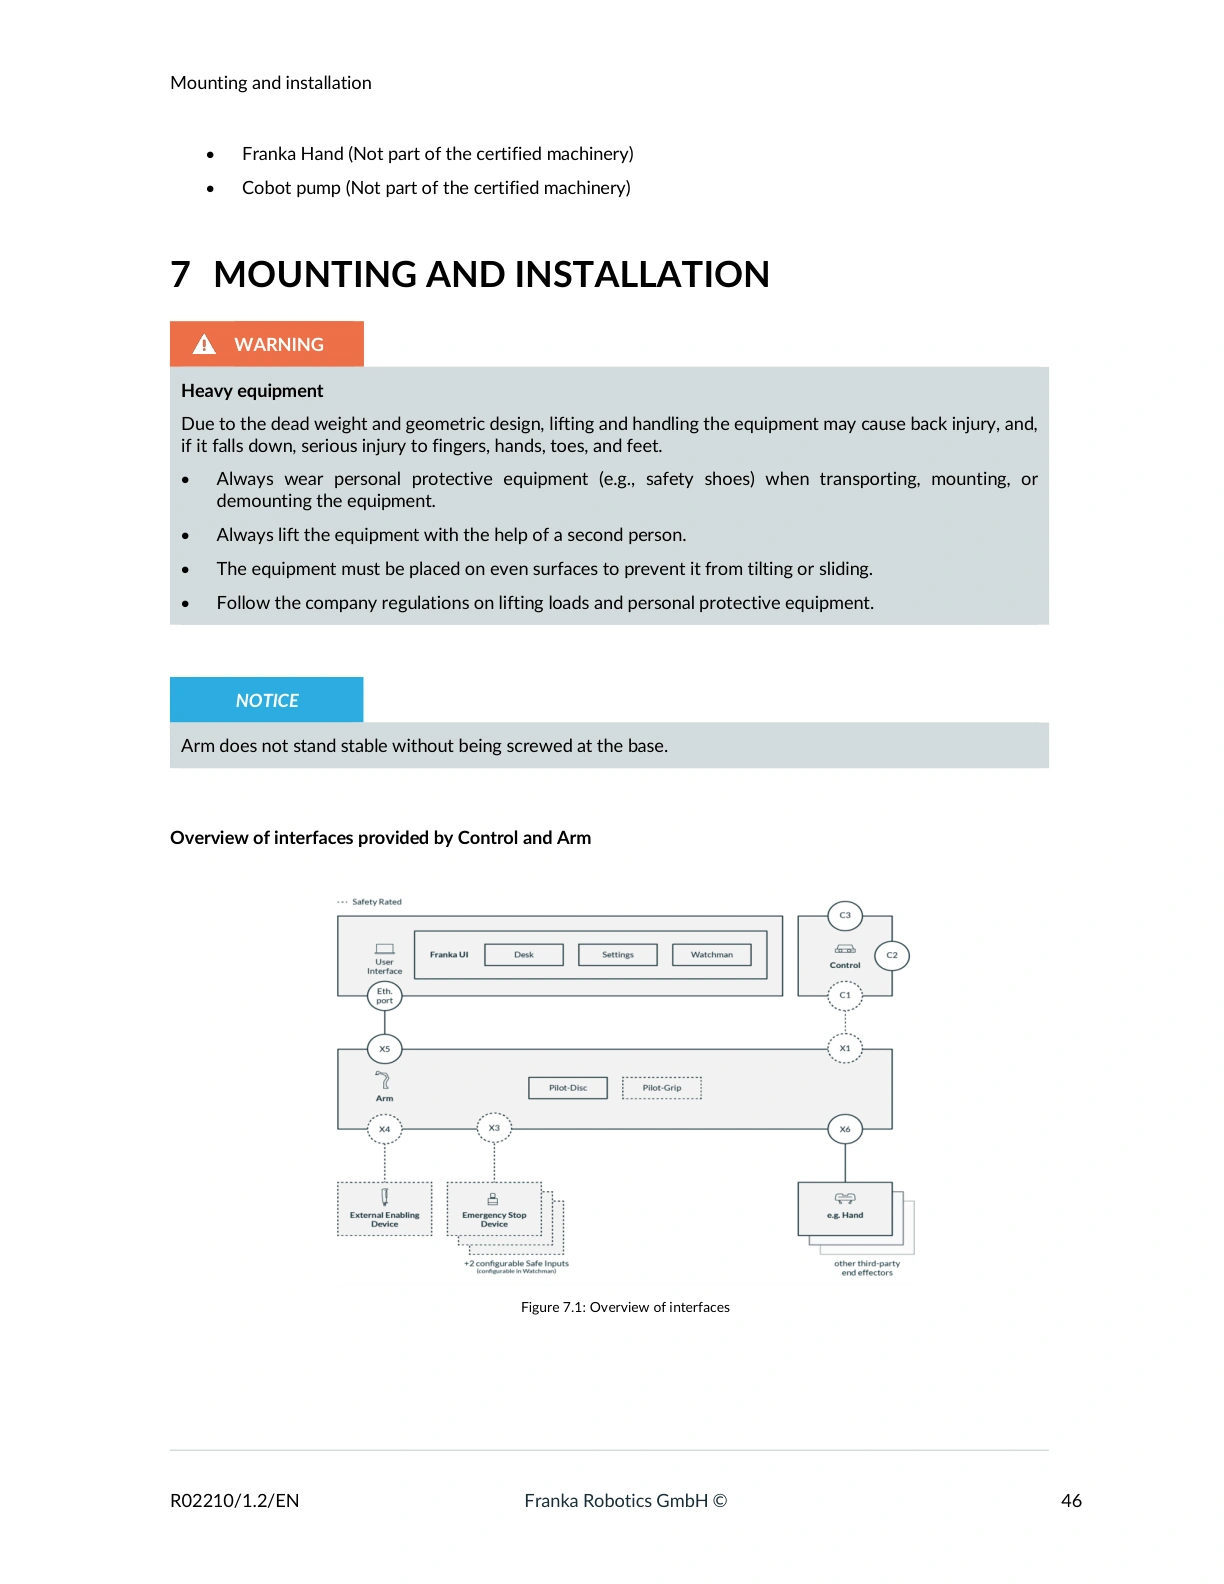 Mounting and installation
• Franka Hand (Not part of the certified machinery)
• Cobot pump (Not part of the certified machinery)
7 MOUNTING AND INSTALLATION
WARNING
Heavy equipment
Due to the dead weight and geometric design, lifting and handling the equipment may cause back injury, and,
if it falls down, serious injury to fingers, hands, toes, and feet.
• Always wear personal protective equipment (e.g., safety shoes) when transporting, mounting, or
demounting the equipment.
• Always lift the equipment with the help of a second person.
• The equipment must be placed on even surfaces to prevent it from tilting or sliding.
• Follow the company regulations on lifting loads and personal protective equipment.
NOTICE
Arm does not stand stable without being screwed at the base.
Overview of interfaces provided by Control and Arm
--- Safety Rated
User
Interface
Franka UI
Desk
Settings
Watchman
Eth.
port
C3
Control
C2
C1
X5
X1
Arm
Pilot-Disc
Pilot-Grip
X4
X3
X6
External Enabling
Device
Emergency Stop
Device
+2 configurable Safe Inputs
(configurable in Watchman)
e.g. Hand
other third-party
end effectors
Figure 7.1: Overview of interfaces
R02210/1.2/EN
Franka Robotics GmbH ©
46